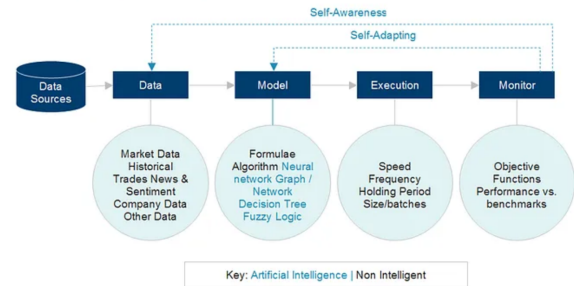 Self-Awareness
Self-Adapting
Data
Sources
Data
Model
Execution
Monitor
Market Data
Historical
Trades News &
Sentiment
Company Data
Other Data
Formulae
Algorithm Neural
network Graph /
Network
Decision Tree
Fuzzy Logic
Speed
Frequency
Holding Period
Size/batches
Objective
Functions
Performance vs.
benchmarks
Key: Artificial Intelligence | Non Intelligent